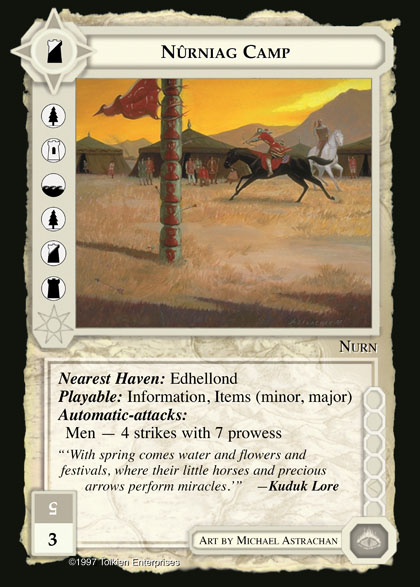 NÛRNIAG CAMP
NURN
Nearest Haven: Edhellond
Playable: Information, Items (minor, major)
Automatic-attacks:
Men — 4 strikes with 7 prowess
“‘With spring comes water and flowers and
festivals, where their little horses and precious
arrows perform miracles.’” —Kuduk Lore
5
3
ART BY MICHAEL ASTRACHAN
©1997 Tolkien Enterprises